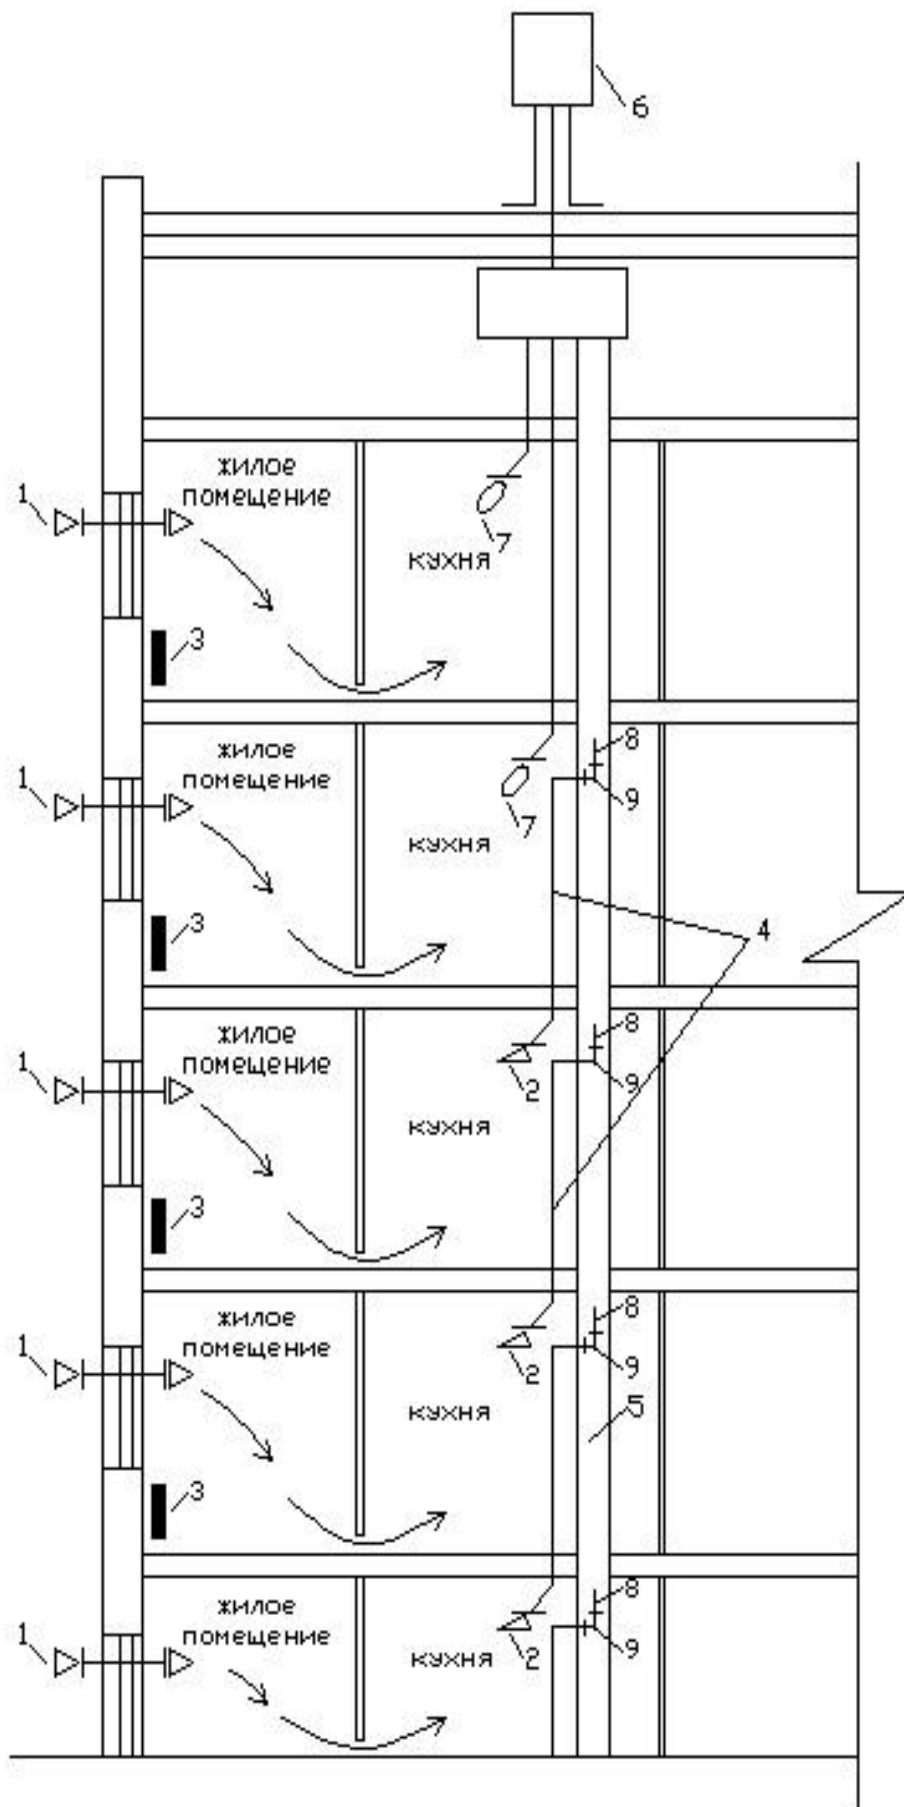 6
жилое
помещение
1
7
кухня
3
жилое
помещение
8
1
9
7
кухня
3
4
жилое
помещение
8
1
2
9
кухня
3
жилое
помещение
8
1
2
9
5
кухня
3
жилое
помещение
8
1
2
9
кухня